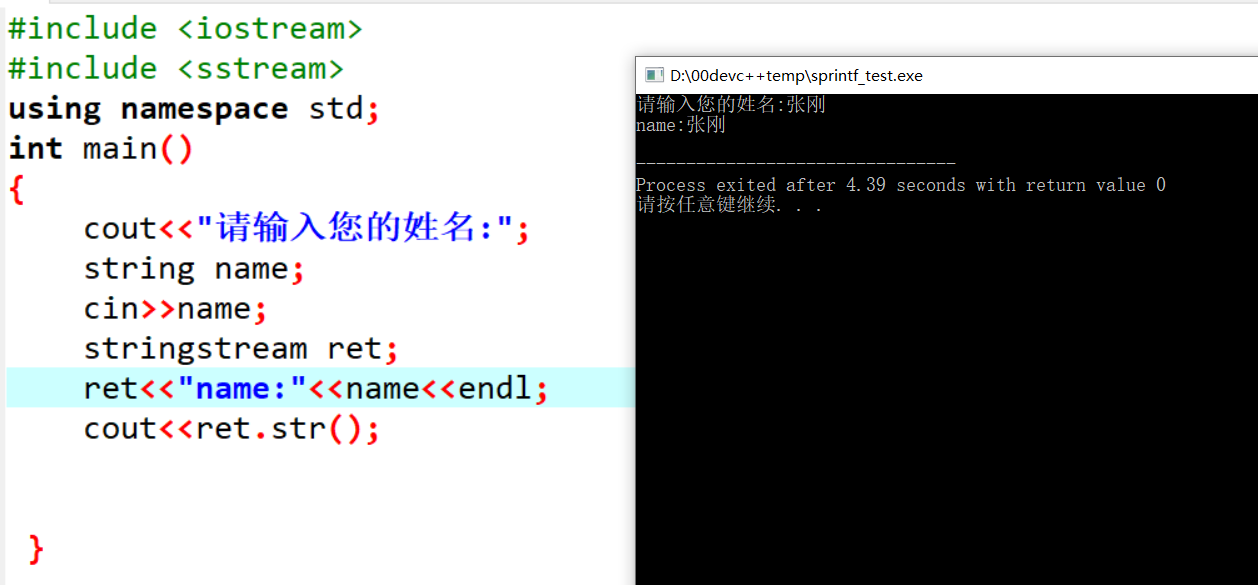 #include <iostream>
#include <sstream>
using namespace std;
int main()
{
cout<<"请输入您的姓名:";
string name;
cin>>name;
stringstream ret;
ret<<"name:"<<name<<endl;
cout<<ret.str();
}
D:\00devc++temp\sprintf_test.exe
请输入您的姓名:张刚
name:张刚
--------------------------------
Process exited after 4.39 seconds with return value 0
请按任意键继续. . .